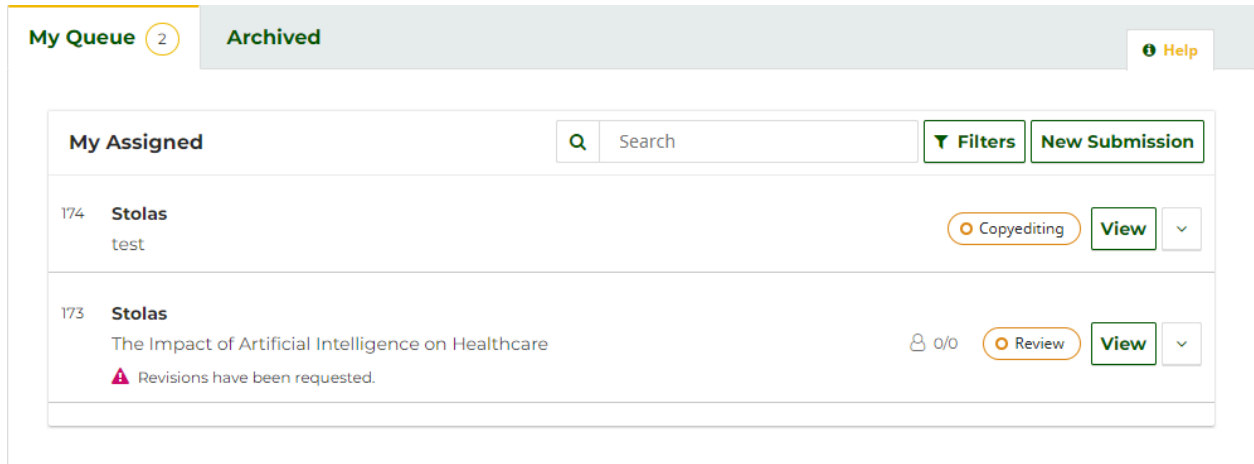 My Queue 2 Archived
Help
My Assigned Search Filters New Submission
174 Stolas Copyediting View
test
173 Stolas
The Impact of Artificial Intelligence on Healthcare 0/0 Review View
Revisions have been requested.